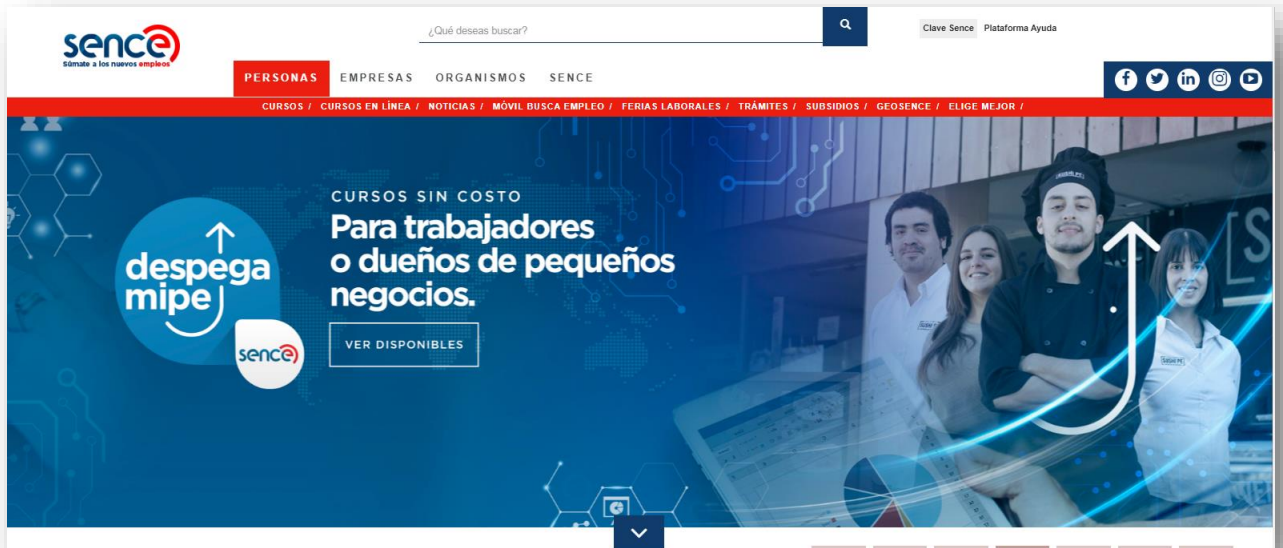 sence
Súmate a los nuevos empleos
¿Qué deseas buscar?
Clave Sence Plataforma Ayuda
PERSONAS EMPRESAS ORGANISMOS SENCE
CURSOS / CURSOS EN LÍNEA / NOTICIAS / MÓVIL BUSCA EMPLEO / FERIAS LABORALES / TRÁMITES / SUBSIDIOS / GEOSENCE / ELIGE MEJOR /
despega
mipe
sence
CURSOS SIN COSTO
Para trabajadores
o dueños de pequeños
negocios.
VER DISPONIBLES